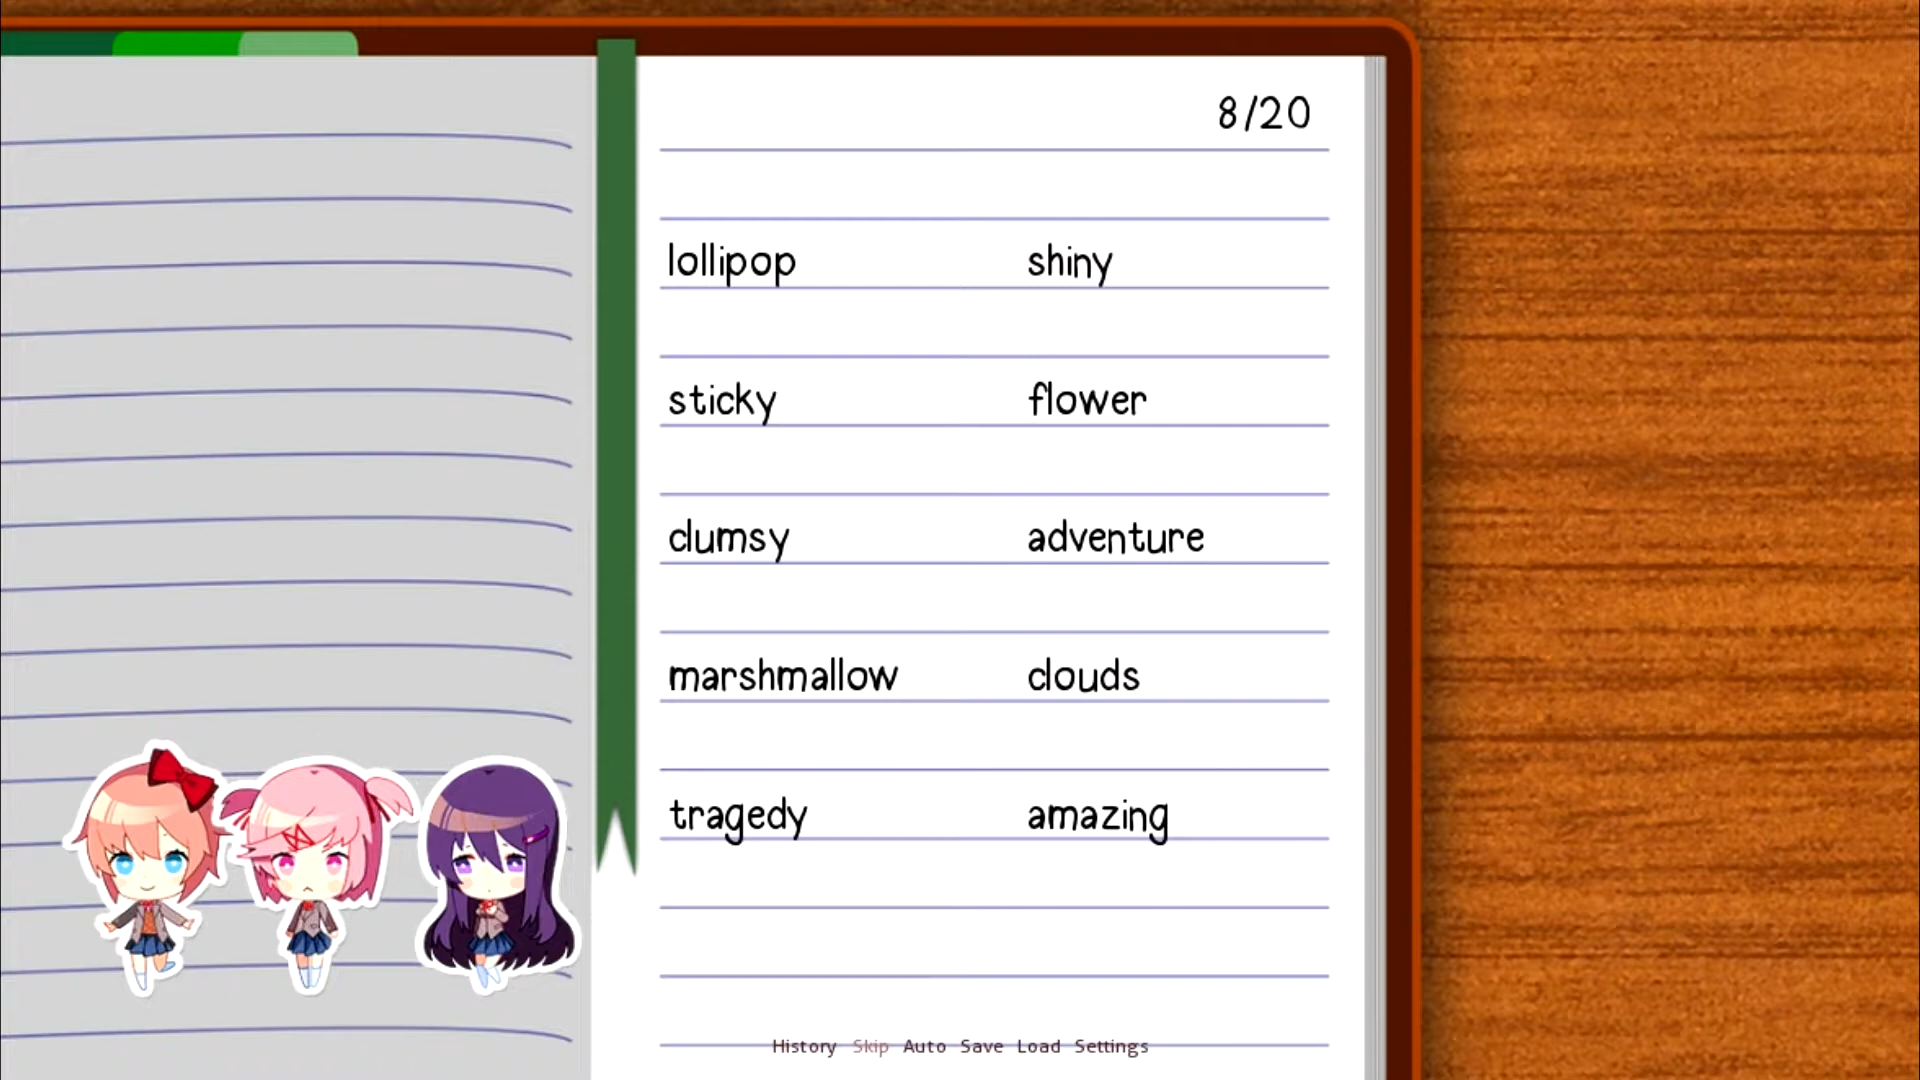 8/20
lollipop shiny
sticky flower
clumsy adventure
marshmallow clouds
tragedy amazing
History Skip Auto Save Load Settings